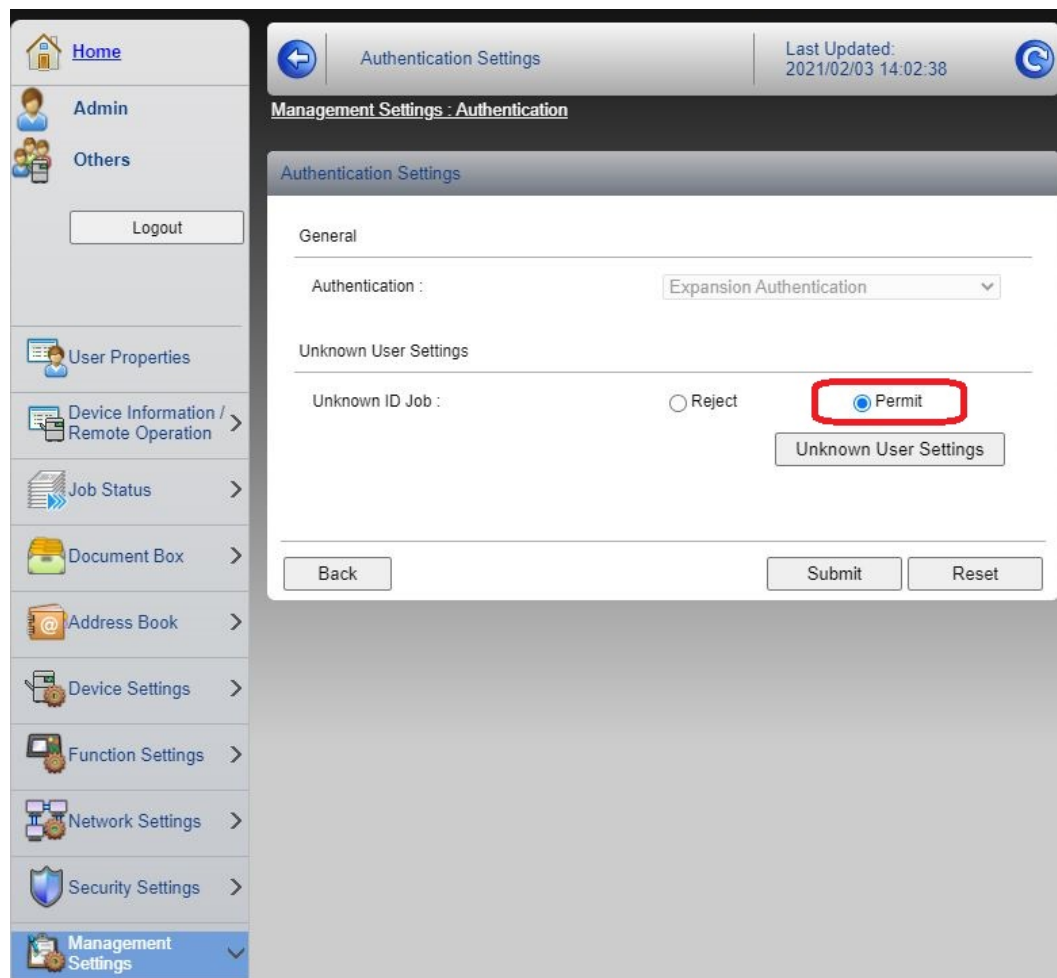 Home
Admin
Others
Logout
User Properties
Device Information /
Remote Operation
Job Status
Document Box
Address Book
Device Settings
Function Settings
Network Settings
Security Settings
Management
Settings
Authentication Settings
Last Updated:
2021/02/03 14:02:38
Management Settings : Authentication
Authentication Settings
General
Authentication : Expansion Authentication
Unknown User Settings
Unknown ID Job : Reject Permit
Unknown User Settings
Back Submit Reset